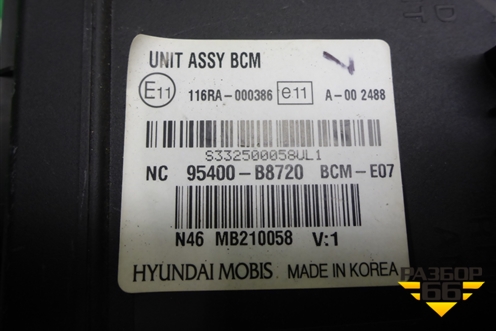 UNIT ASSY BCM
E11 116RA-000386 e11 A-00 2488
S332500058VL1
NC 95400-B8720 BCM-E07
N46 MB210058 V:1
HYUNDAI MOBIS MADE IN KOREA
РАЗБОР
66